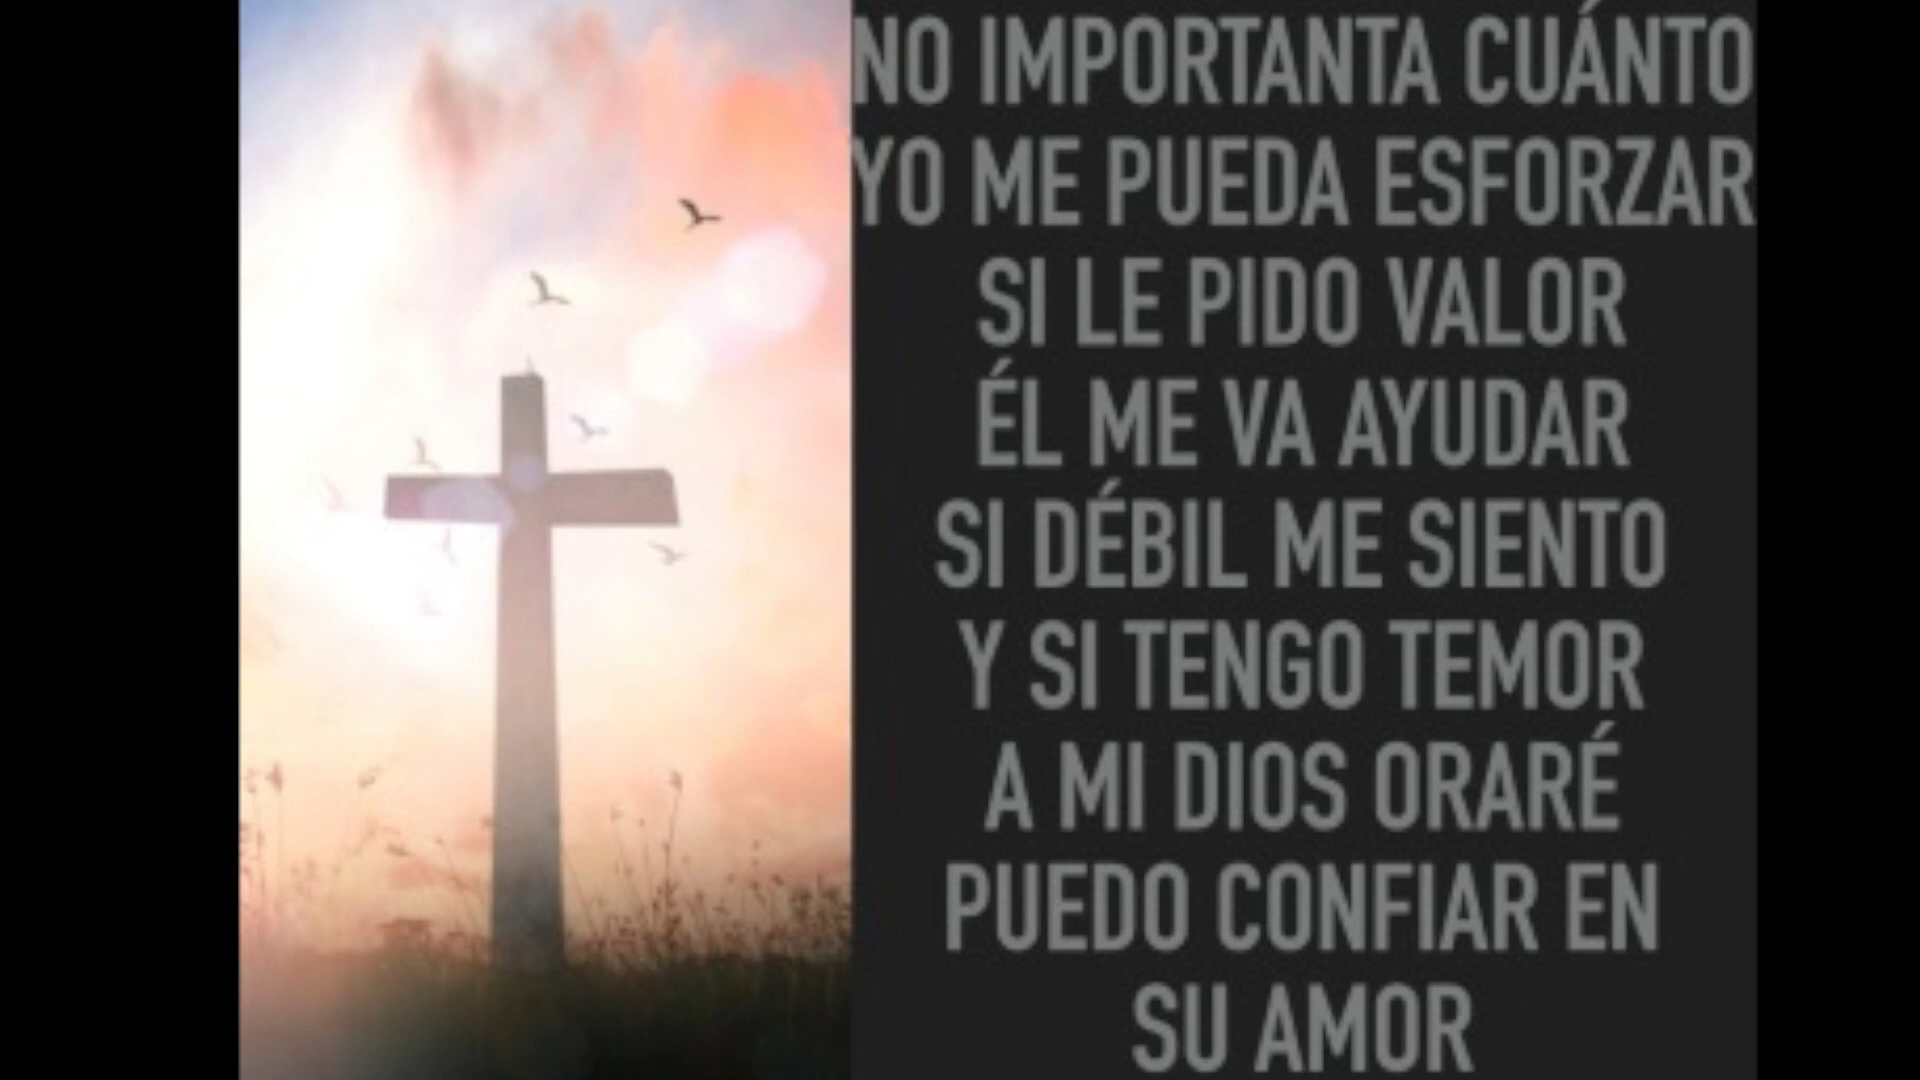 NO IMPORTANTA CUÁNTO
YO ME PUEDA ESFORZAR
SI LE PIDO VALOR
ÉL ME VA AYUDAR
SI DÉBIL ME SIENTO
Y SI TENGO TEMOR
A MI DIOS ORARÉ
PUEDO CONFIAR EN
SU AMOR